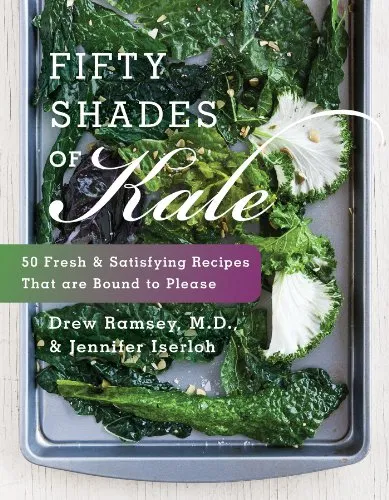 FIFTY
SHADES
OF
Kale
50 Fresh & Satisfying Recipes
That are Bound to Please
Drew Ramsey, M.D.,
& Jennifer Iserloh